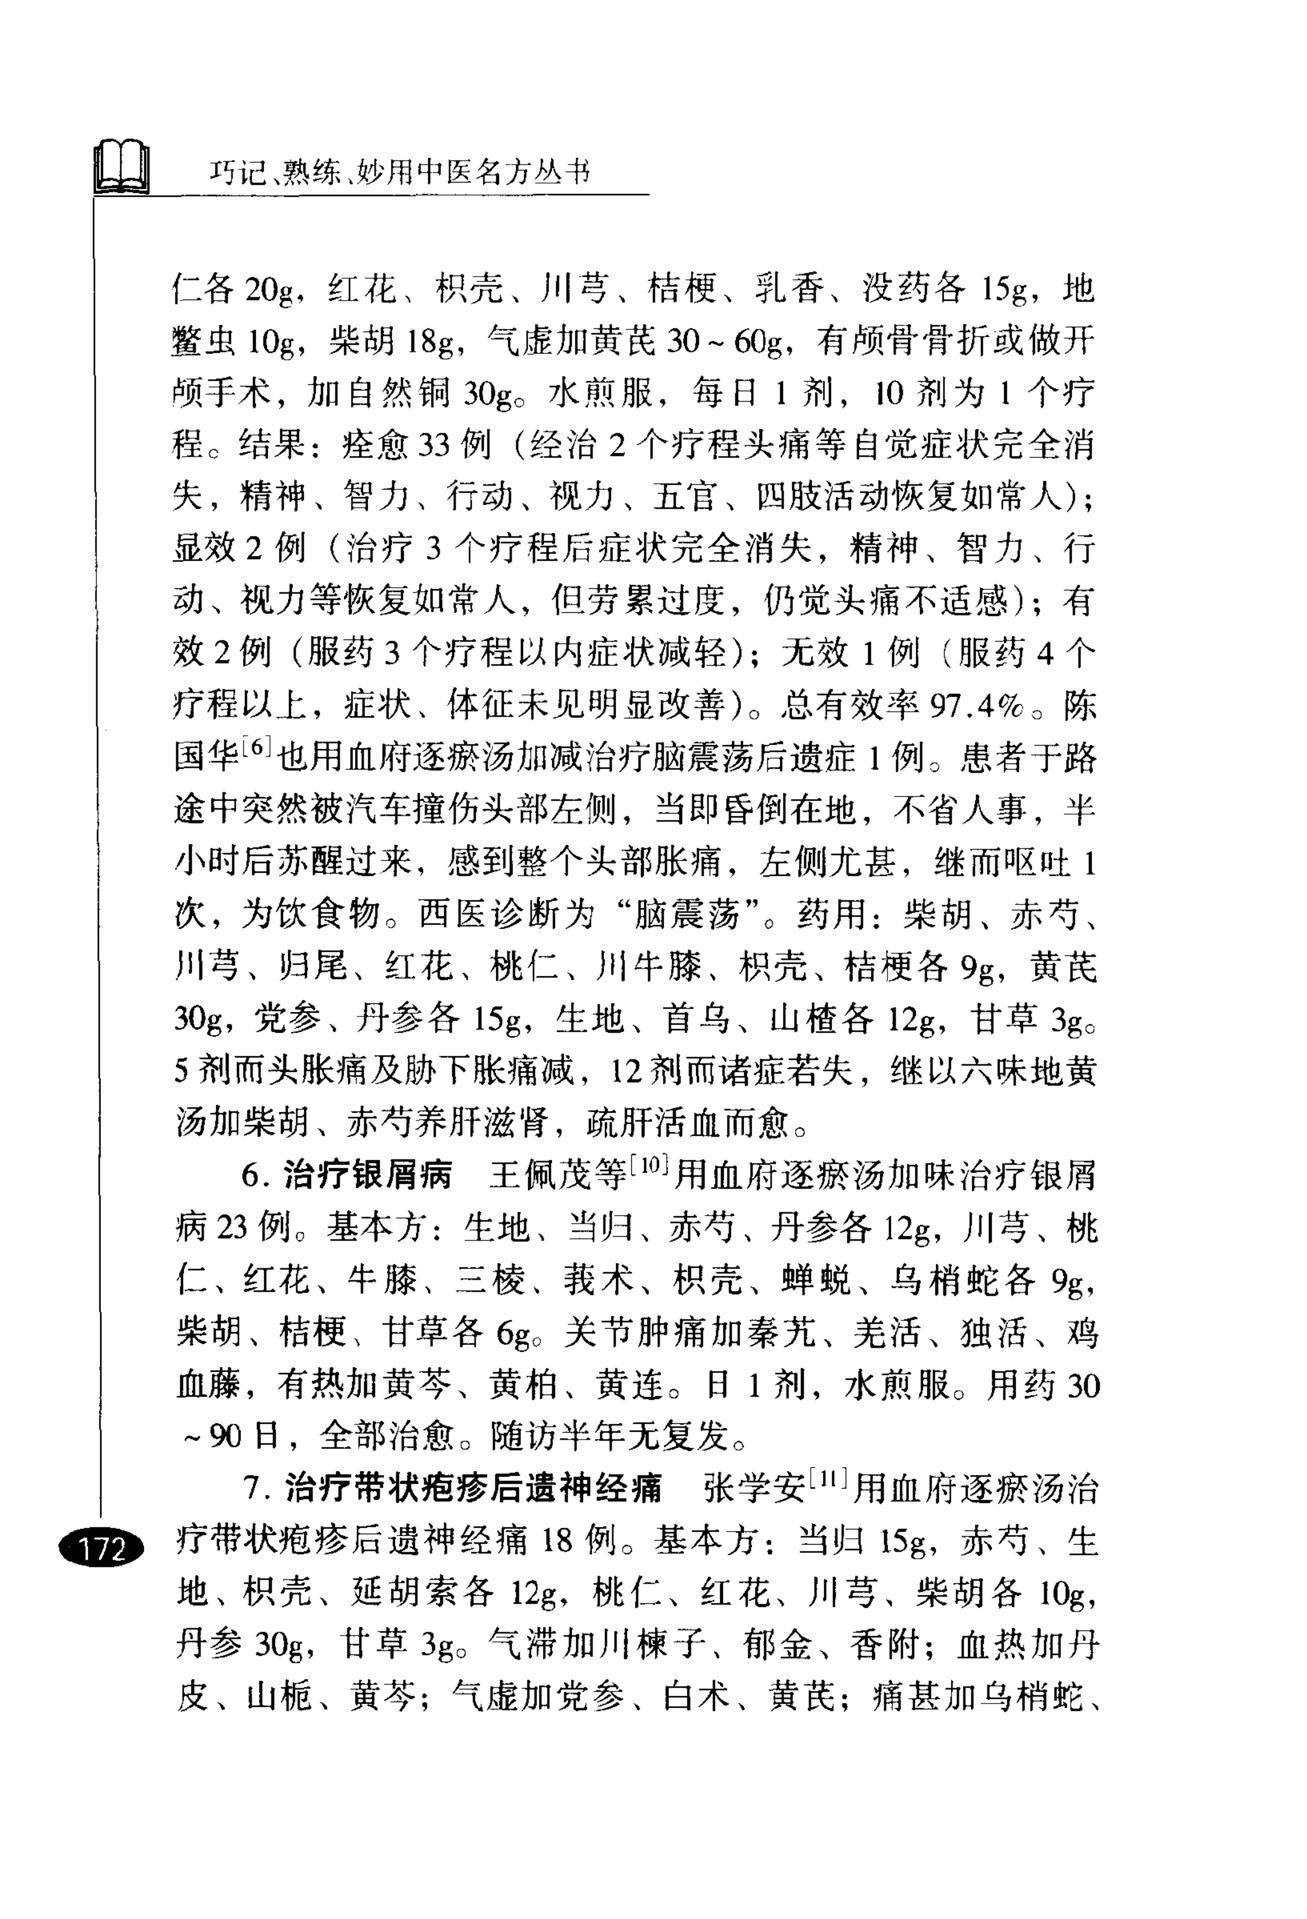 巧记、熟练、妙用中医名方丛书
仁各 20g，红花、枳壳、川芎、桔梗、乳香、没药各 15g，地
鳖虫 10g，柴胡 18g，气虚加黄芪 30～60g，有颅骨骨折或做开
颅手术，加自然铜 30g。水煎服，每日 1 剂，10 剂为 1 个疗
程。结果：痊愈 33 例（经治 2 个疗程头痛等自觉症状完全消
失，精神、智力、行动、视力、五官、四肢活动恢复如常人）；
显效 2 例（治疗 3 个疗程后症状完全消失，精神、智力、行
动、视力等恢复如常人，但劳累过度，仍觉头痛不适感）；有
效 2 例（服药 3 个疗程以内症状减轻）；无效 1 例（服药 4 个
疗程以上，症状、体征未见明显改善）。总有效率 97.4%。陈
国华[6]也用血府逐瘀汤加减治疗脑震荡后遗症 1 例。患者于路
途中突然被汽车撞伤头部左侧，当即昏倒在地，不省人事，半
小时后苏醒过来，感到整个头部胀痛，左侧尤甚，继而呕吐 1
次，为饮食物。西医诊断为“脑震荡”。药用：柴胡、赤芍、
川芎、归尾、红花、桃仁、川牛膝、枳壳、桔梗各 9g，黄芪
30g，党参、丹参各 15g，生地、首乌、山楂各 12g，甘草 3g。
5 剂而头胀痛及胁下胀痛减，12 剂而诸症若失，继以六味地黄
汤加柴胡、赤芍养肝滋肾，疏肝活血而愈。
6. 治疗银屑病　王佩茂等[10]用血府逐瘀汤加味治疗银屑
病 23 例。基本方：生地、当归、赤芍、丹参各 12g，川芎、桃
仁、红花、牛膝、三棱、莪术、枳壳、蝉蜕、乌梢蛇各 9g，
柴胡、桔梗、甘草各 6g。关节肿痛加秦艽、羌活、独活、鸡
血藤，有热加黄芩、黄柏、黄连。日 1 剂，水煎服。用药 30
～90 日，全部治愈。随访半年无复发。
7. 治疗带状疱疹后遗神经痛　张学安[11]用血府逐瘀汤治
疗带状疱疹后遗神经痛 18 例。基本方：当归 15g，赤芍、生
地、枳壳、延胡索各 12g，桃仁、红花、川芎、柴胡各 10g，
丹参 30g，甘草 3g。气滞加川楝子、郁金、香附；血热加丹
皮、山栀、黄芩；气虚加党参、白术、黄芪；痛甚加乌梢蛇、
172